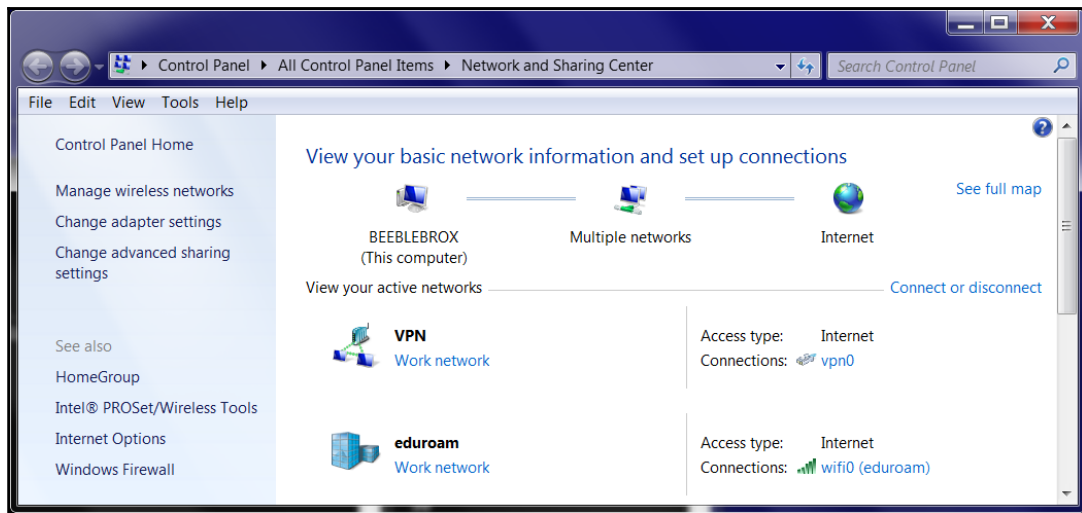 Control Panel ▸ All Control Panel Items ▸ Network and Sharing Center
Search Control Panel
File Edit View Tools Help
Control Panel Home
Manage wireless networks
Change adapter settings
Change advanced sharing
settings
See also
HomeGroup
Intel® PROSet/Wireless Tools
Internet Options
Windows Firewall
View your basic network information and set up connections
See full map
BEEBLEBROX
(This computer)
Multiple networks
Internet
View your active networks
Connect or disconnect
VPN
Work network
Access type: Internet
Connections: vpn0
eduroam
Work network
Access type: Internet
Connections: wifi0 (eduroam)